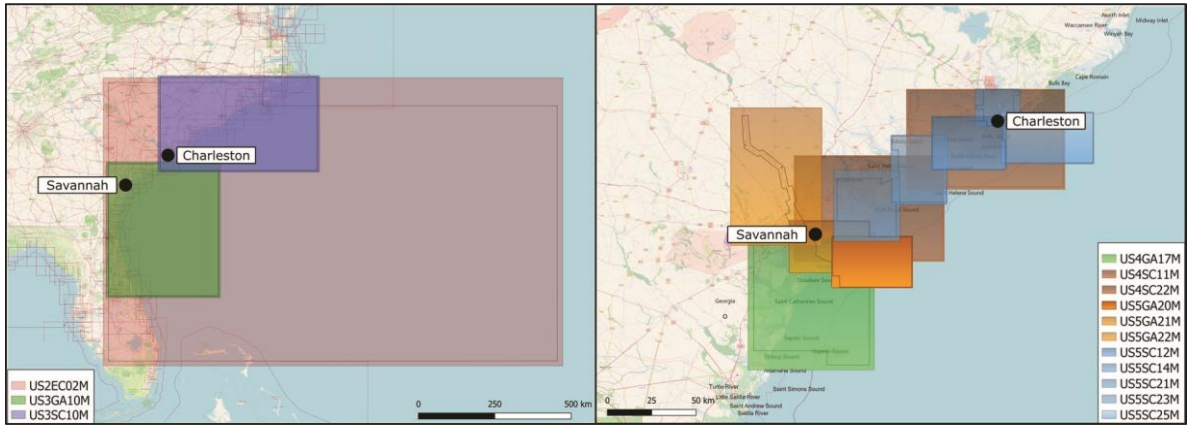 Charleston
Savannah
US2EC02M
US3GA10M
US3SC10M
0 250 500 km
North Inlet
Waccamaw River
Midway Inlet
Winyah Bay
Cape Romain
Bulls Bay
Charleston
Helena Sound
Savannah
Georgia
Saint Catherines Sound
Sapelo Sound
Doboy Sound
Altamaha Sound
Turtle River
Saint Simons Sound
Little Satilla River
Saint Andrew Sound
Satilla River
0 25 50 km
US4GA17M
US4SC11M
US4SC22M
US5GA20M
US5GA21M
US5GA22M
US5SC12M
US5SC14M
US5SC21M
US5SC23M
US5SC25M